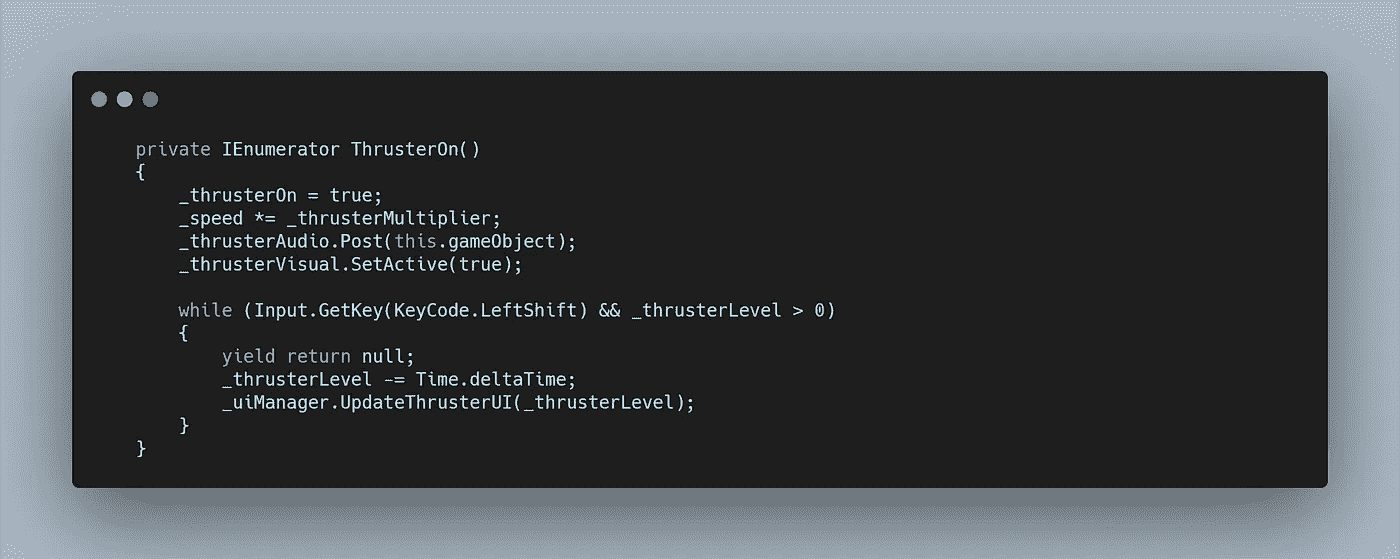 private IEnumerator ThrusterOn()
{
    _thrusterOn = true;
    _speed *= _thrusterMultiplier;
    _thrusterAudio.Post(this.gameObject);
    _thrusterVisual.SetActive(true);

    while (Input.GetKey(KeyCode.LeftShift) && _thrusterLevel > 0)
    {
        yield return null;
        _thrusterLevel -= Time.deltaTime;
        _uiManager.UpdateThrusterUI(_thrusterLevel);
    }
}